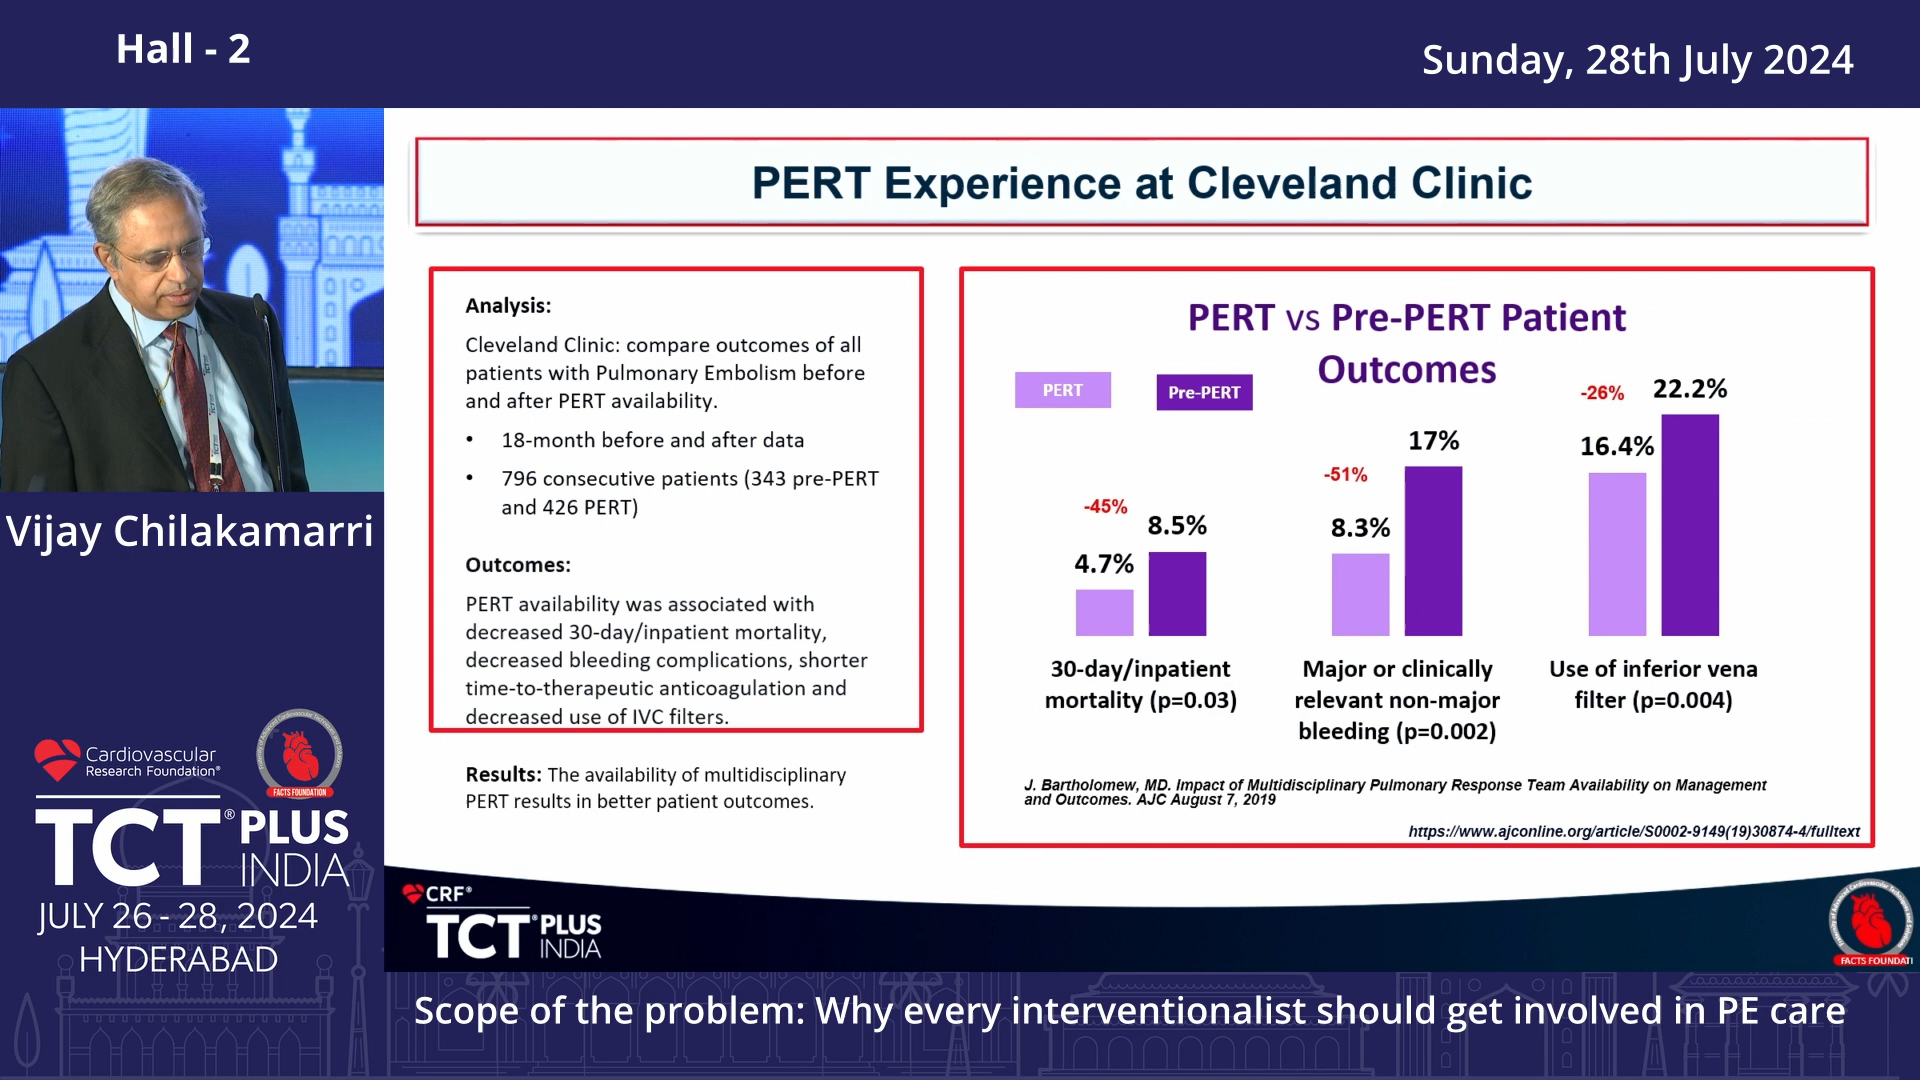 Hall - 2
Sunday, 28th July 2024
PERT Experience at Cleveland Clinic
Analysis:
Cleveland Clinic: compare outcomes of all
patients with Pulmonary Embolism before
and after PERT availability.
• 18-month before and after data
• 796 consecutive patients (343 pre-PERT
and 426 PERT)
Outcomes:
PERT availability was associated with
decreased 30-day/inpatient mortality,
decreased bleeding complications, shorter
time-to-therapeutic anticoagulation and
decreased use of IVC filters.
Results: The availability of multidisciplinary
PERT results in better patient outcomes.
PERT vs Pre-PERT Patient
Outcomes
PERT
Pre-PERT
-45%
4.7%
8.5%
-51%
8.3%
17%
-26%
16.4%
22.2%
30-day/inpatient
mortality (p=0.03)
Major or clinically
relevant non-major
bleeding (p=0.002)
Use of inferior vena
filter (p=0.004)
J. Bartholomew, MD. Impact of Multidisciplinary Pulmonary Response Team Availability on Management
and Outcomes. AJC August 7, 2019
https://www.ajconline.org/article/S0002-9149(19)30874-4/fulltext
Vijay Chilakamarri
Cardiovascular
Research Foundation®
FACTS FOUNDATION
TCT® PLUS
INDIA
JULY 26 - 28, 2024
HYDERABAD
CRF®
TCT® PLUS
INDIA
FACTS FOUNDATI
Scope of the problem: Why every interventionalist should get involved in PE care